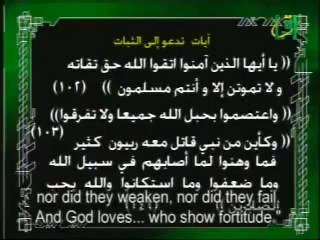 آيات تدعو إلى الثبات
(( يا أيها الذين آمنوا اتقوا الله حق تقاته
و لا تموتن إلا و أنتم مسلمون )) (١٠٢)
((واعتصموا بحبل الله جميعا ولا تفرقوا))
(١٠٣)
(( وكأين من نبي قاتل معه ربيون كثير
فما وهنوا لما أصابهم في سبيل الله
وما ضعفوا وما استكانوا والله يحب
nor did they weaken, nor did they fail.
And God loves... who show fortitude."